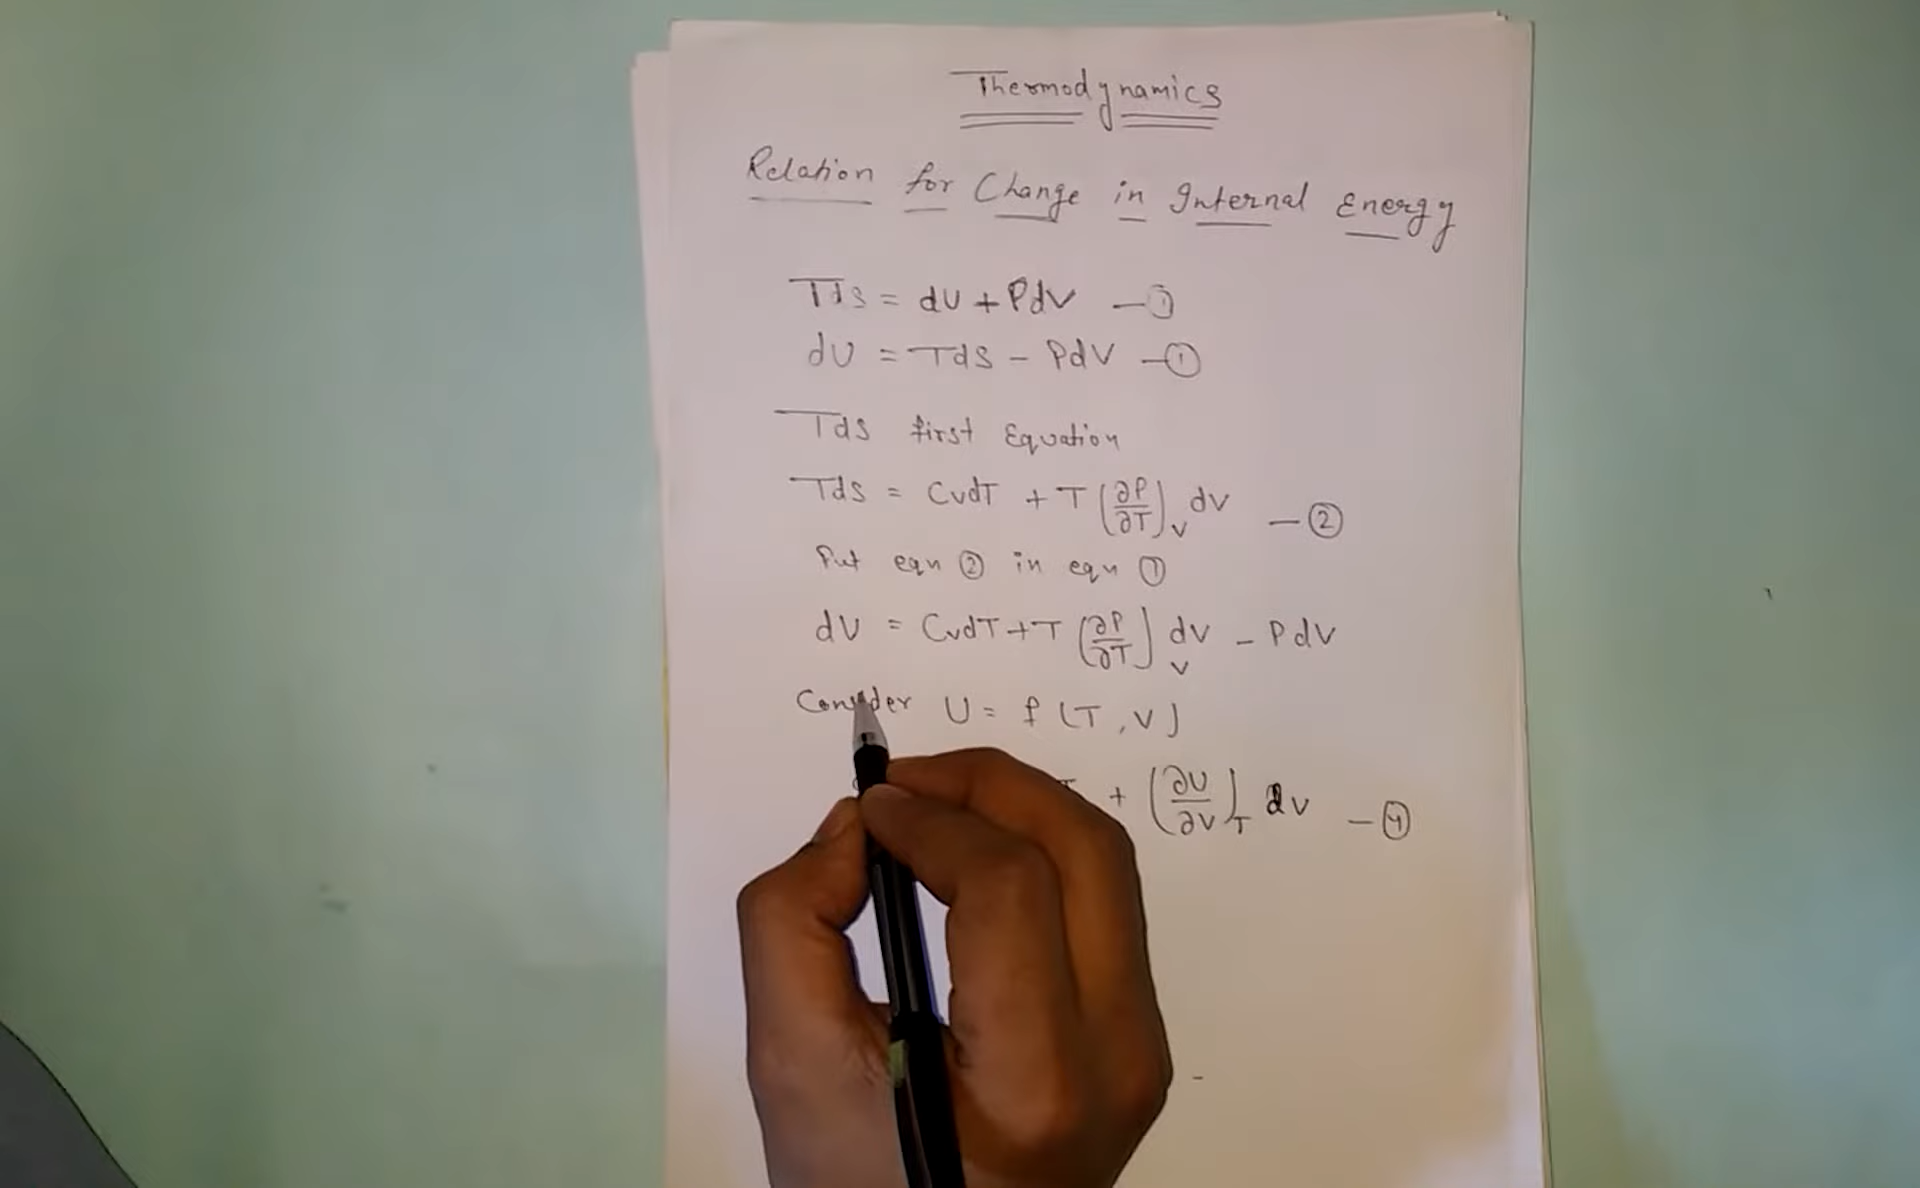 Thermodynamics
Relation for Change in Internal Energy
Tds = dU + PdV — ①
dU = Tds - PdV — ①
Tds first Equation
Tds = CvdT + T (∂P/∂T)v dv — ②
Put eqn ② in eqn ①
dU = CvdT + T (∂P/∂T)v dv - Pdv
Consider U = f (T, V)
+ (∂U/∂V)T dv — ④